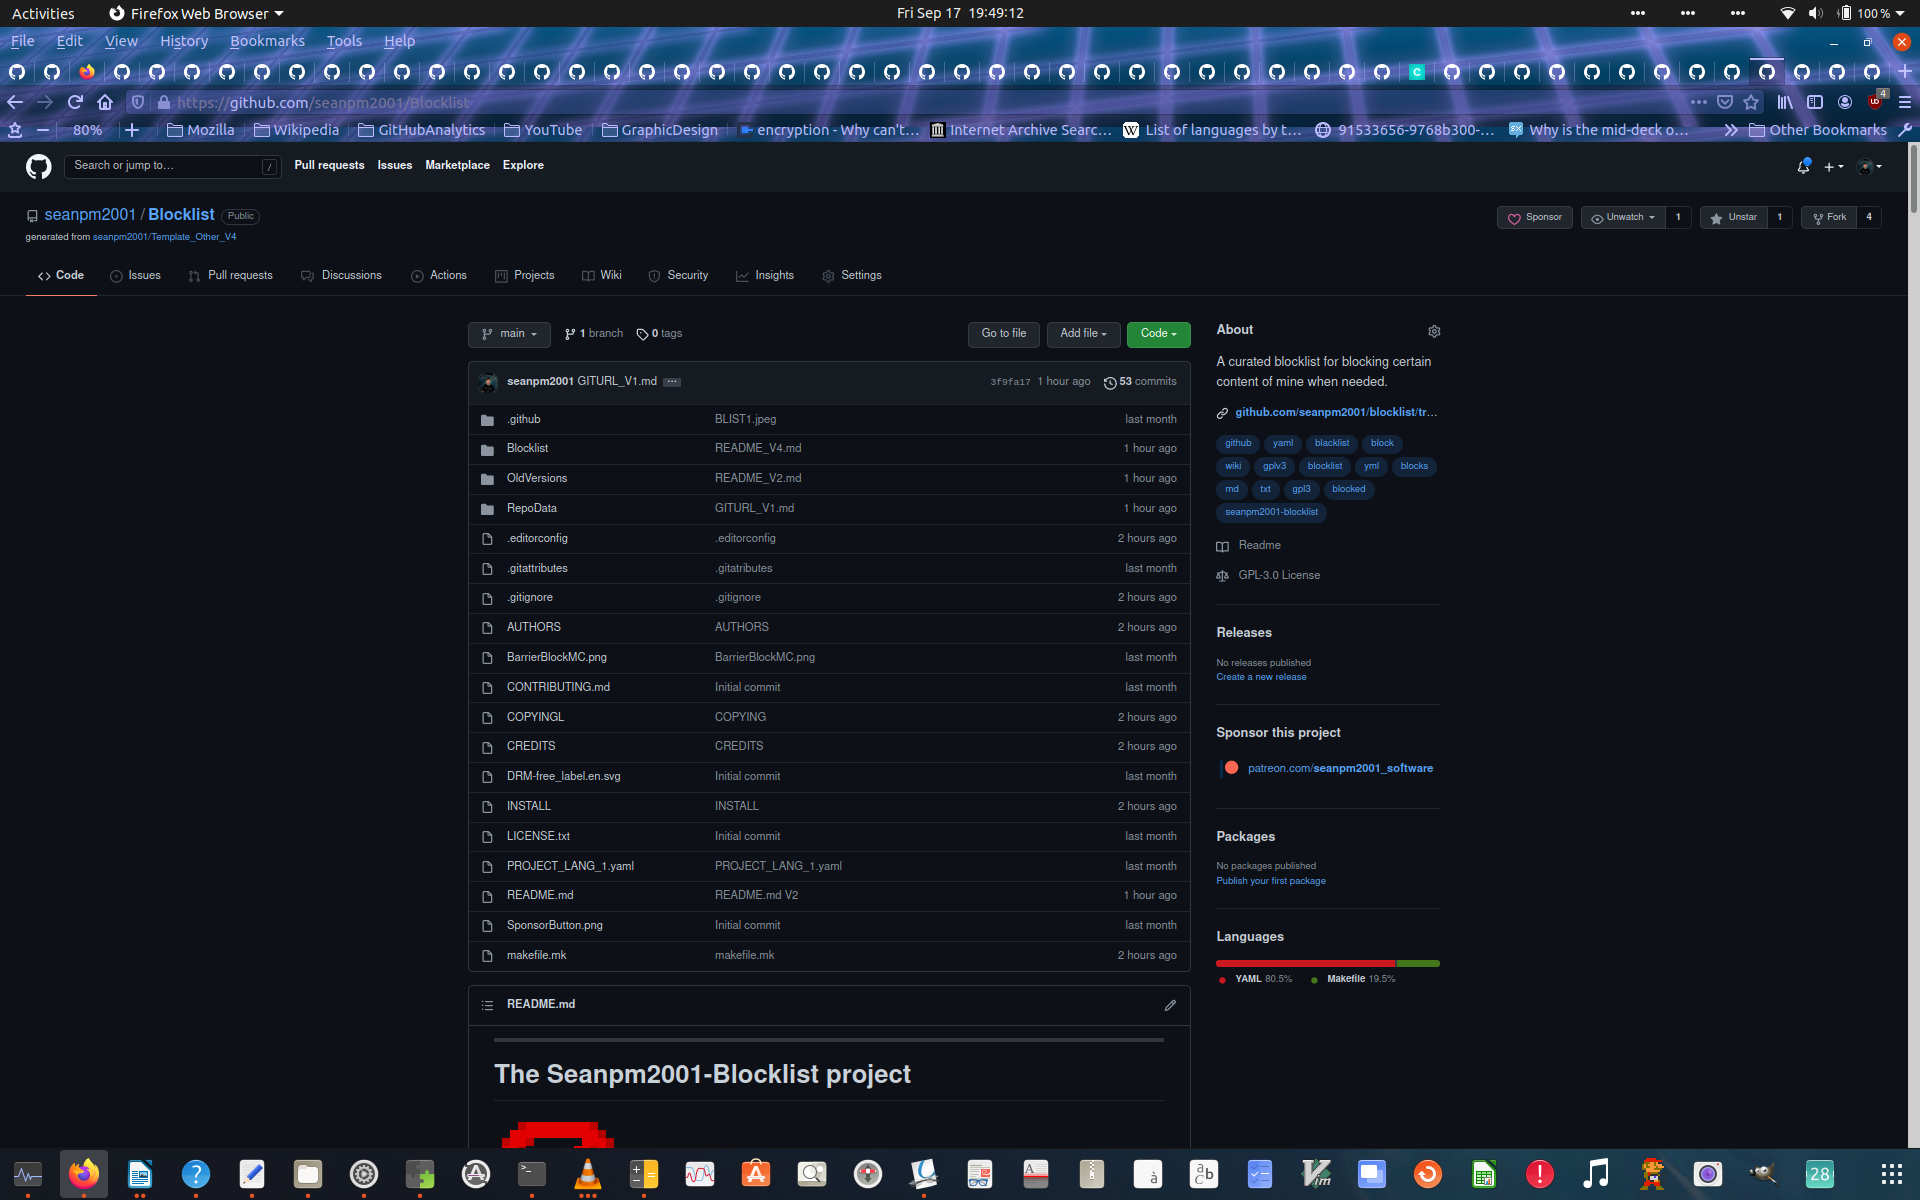 Activities
Firefox Web Browser
Fri Sep 17 19:49:12
100 %
File Edit View History Bookmarks Tools Help
https://github.com/seanpm2001/Blocklist
4
80%
Mozilla
Wikipedia
GitHubAnalytics
YouTube
GraphicDesign
encryption - Why can't…
Internet Archive Searc…
List of languages by t…
91533656-9768b300-…
Why is the mid-deck o…
Other Bookmarks
Search or jump to…
/
Pull requests
Issues
Marketplace
Explore
seanpm2001 / Blocklist Public
generated from seanpm2001/Template_Other_V4
Sponsor
Unwatch 1
Unstar 1
Fork 4
Code
Issues
Pull requests
Discussions
Actions
Projects
Wiki
Security
Insights
Settings
main
1 branch
0 tags
Go to file
Add file
Code
seanpm2001 GITURL_V1.md
3f9fa17 1 hour ago
53 commits
.github BLIST1.jpeg last month
Blocklist README_V4.md 1 hour ago
OldVersions README_V2.md 1 hour ago
RepoData GITURL_V1.md 1 hour ago
.editorconfig .editorconfig 2 hours ago
.gitattributes .gitatributes last month
.gitignore .gitignore 2 hours ago
AUTHORS AUTHORS 2 hours ago
BarrierBlockMC.png BarrierBlockMC.png last month
CONTRIBUTING.md Initial commit last month
COPYINGL COPYING 2 hours ago
CREDITS CREDITS 2 hours ago
DRM-free_label.en.svg Initial commit last month
INSTALL INSTALL 2 hours ago
LICENSE.txt Initial commit last month
PROJECT_LANG_1.yaml PROJECT_LANG_1.yaml last month
README.md README.md V2 1 hour ago
SponsorButton.png Initial commit last month
makefile.mk makefile.mk 2 hours ago
README.md
The Seanpm2001-Blocklist project
About
A curated blocklist for blocking certain
content of mine when needed.
github.com/seanpm2001/blocklist/tr…
github yaml blacklist block
wiki gplv3 blocklist yml blocks
md txt gpl3 blocked
seanpm2001-blocklist
Readme
GPL-3.0 License
Releases
No releases published
Create a new release
Sponsor this project
patreon.com/seanpm2001_software
Packages
No packages published
Publish your first package
Languages
YAML 80.5%
Makefile 19.5%
28